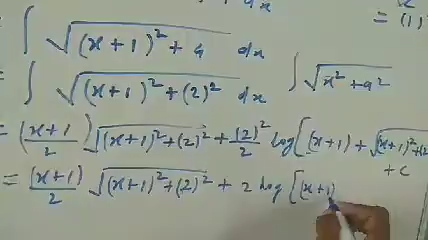 = (1)
∫ √((x+1)² + 4) dx
= ∫ √((x+1)² + (2)²) dx ∫ √(x² + a²)
= ((x+1)/2) √((x+1)² + (2)²) + (2)²/2 log [(x+1) + √((x+1)² + (2)²
+ c
= (x+1)/2 √((x+1)² + (2)²) + 2 log [(x+1)